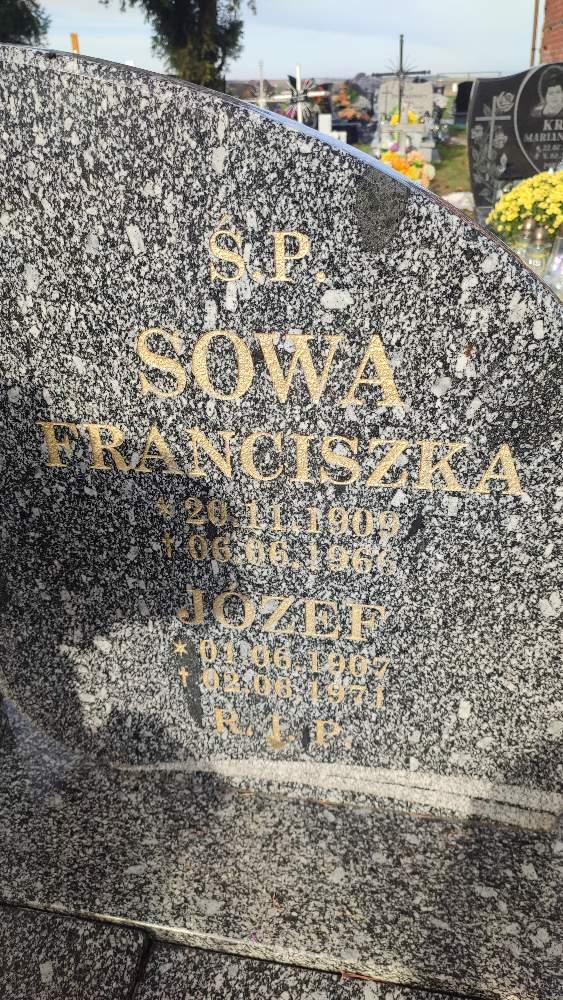 Ś.P.
SOWA
FRANCISZKA
* 20.11.1909
† 06.06.1966
JÓZEF
* 01.06.1907
† 02.06.1971
R.I.P.